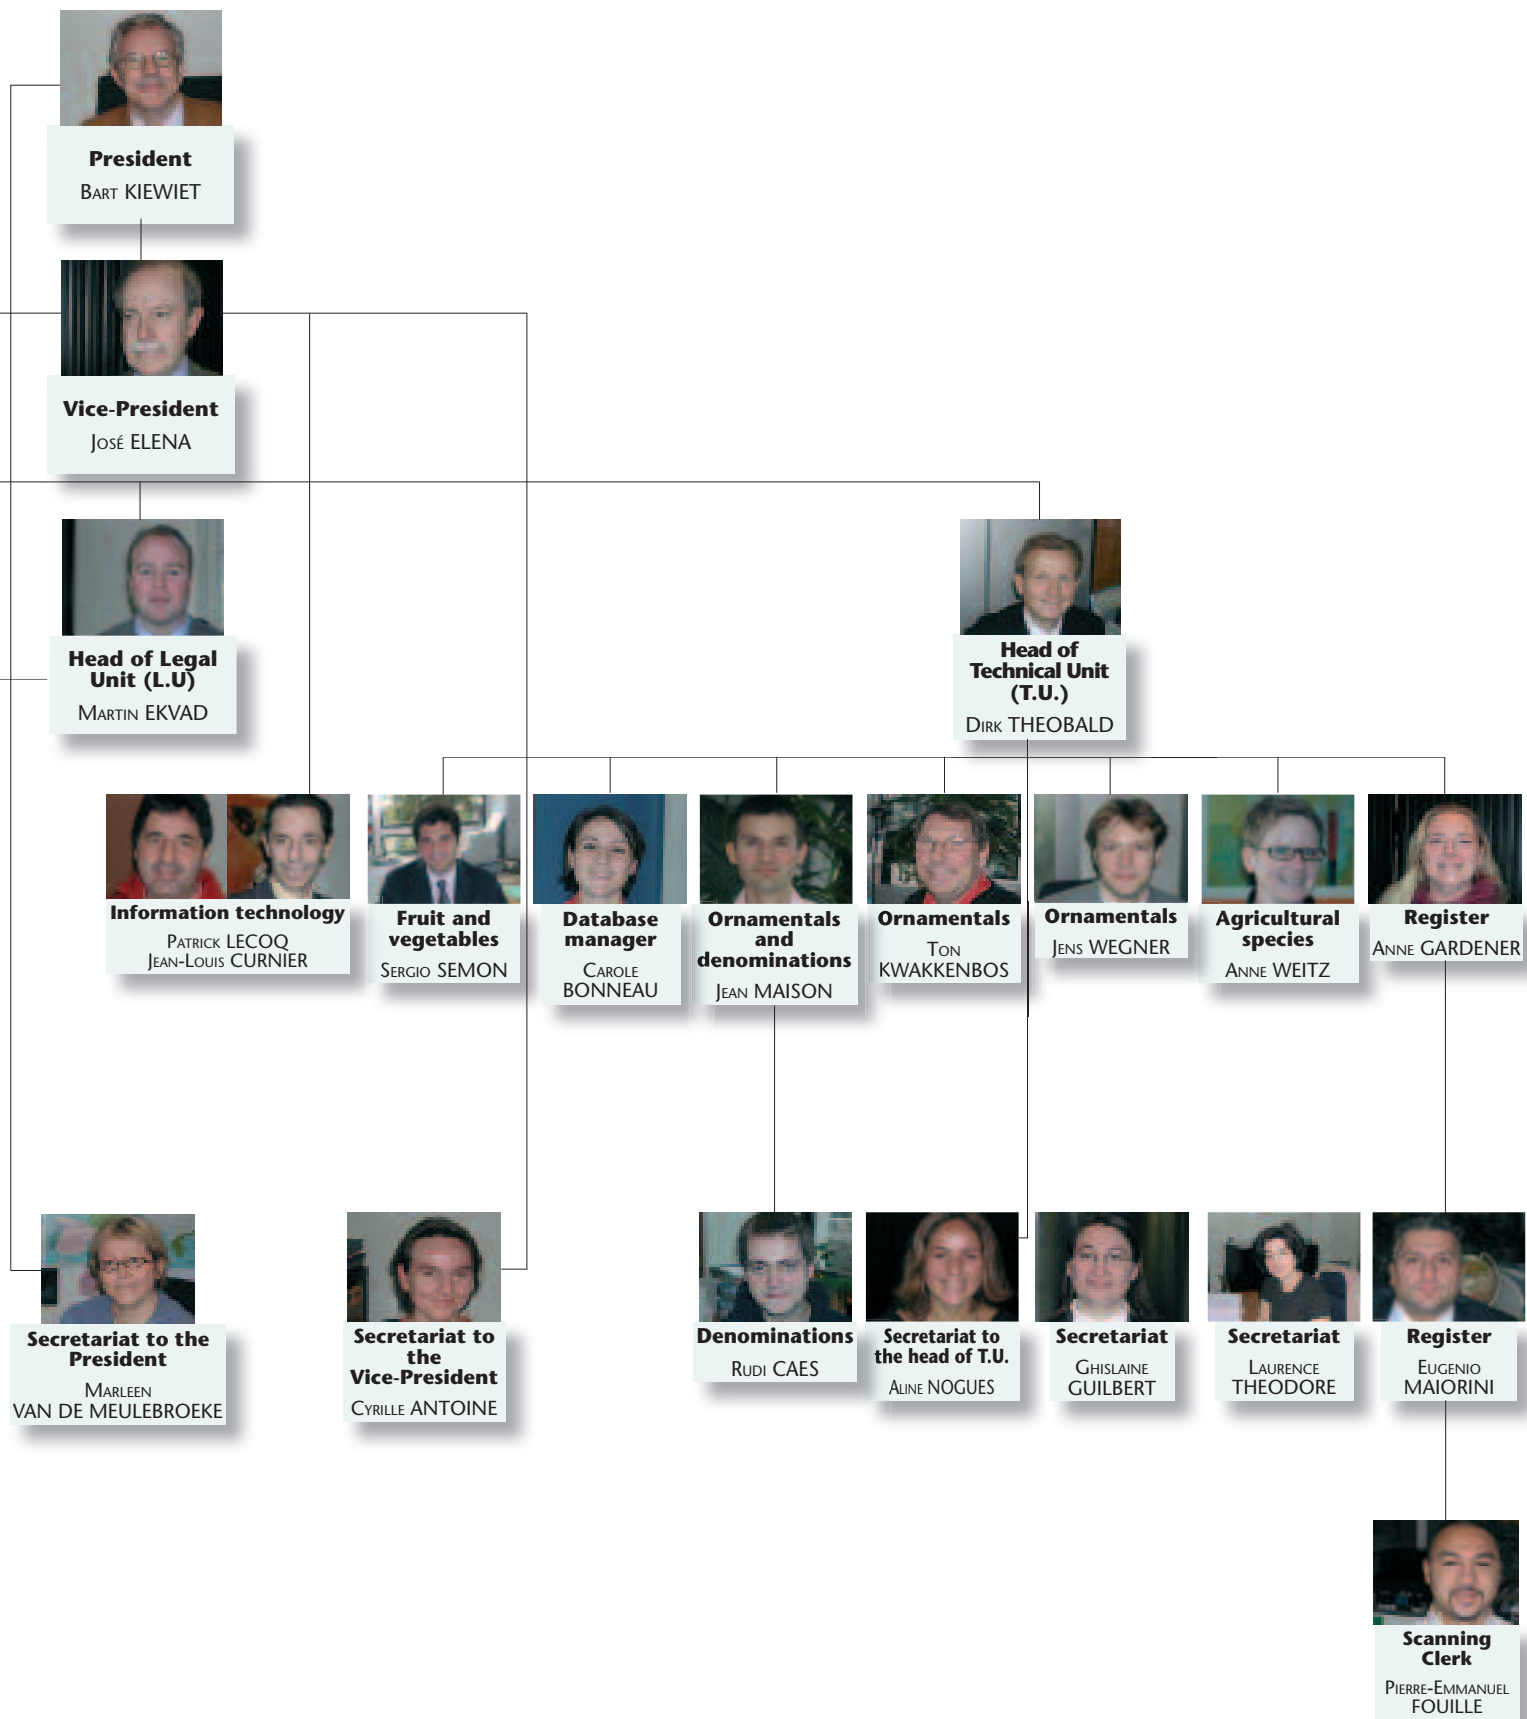 President
Bart KIEWIET
Vice-President
José ELENA
Head of Legal
Unit (L.U)
Martin EKVAD
Head of
Technical Unit
(T.U.)
Dirk THEOBALD
Information technology
Patrick LECOQ
Jean-Louis CURNIER
Fruit and
vegetables
Sergio SEMON
Database
manager
Carole
BONNEAU
Ornamentals
and
denominations
Jean MAISON
Ornamentals
Ton
KWAKKENBOS
Ornamentals
Jens WEGNER
Agricultural
species
Anne WEITZ
Register
Anne GARDENER
Secretariat to the
President
Marleen
VAN DE MEULEBROEKE
Secretariat to
the
Vice-President
Cyrille ANTOINE
Denominations
Rudi CAES
Secretariat to
the head of T.U.
Aline NOGUES
Secretariat
Ghislaine
GUILBERT
Secretariat
Laurence
THEODORE
Register
Eugenio
MAIORINI
Scanning
Clerk
Pierre-Emmanuel
FOUILLE